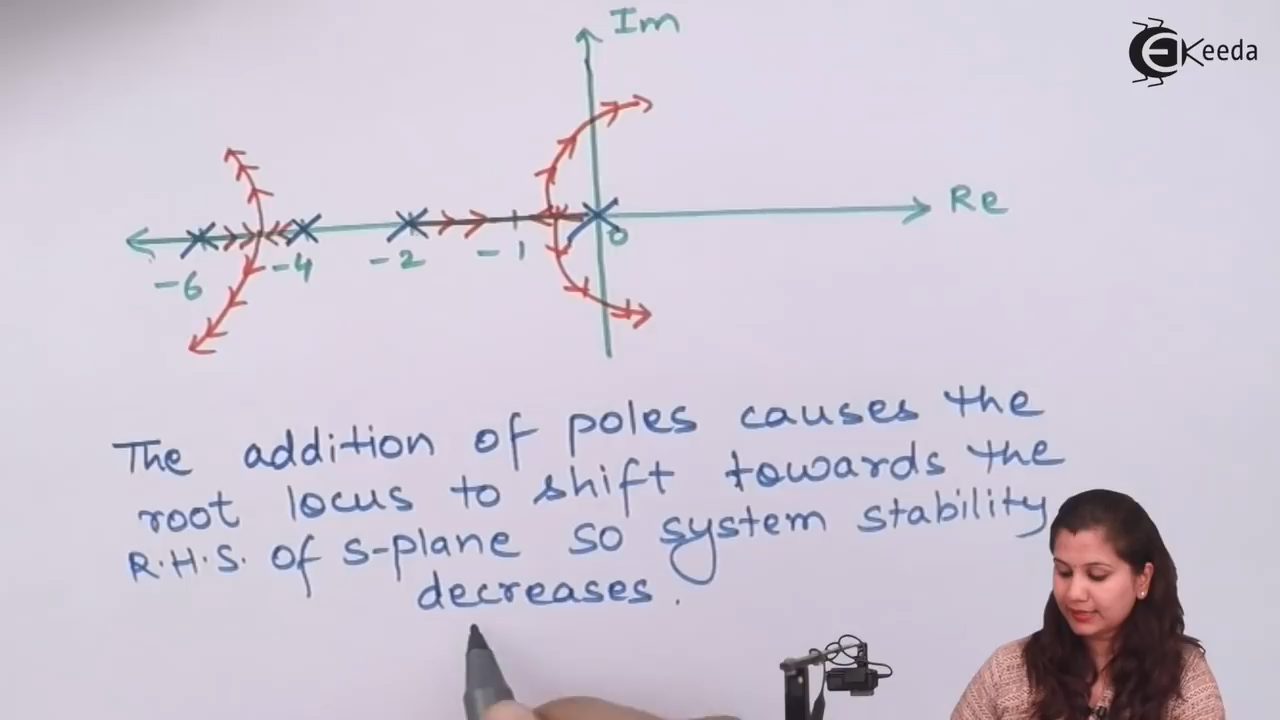 Im
EKeeda
Re
-6 -4 -2 -1 0
The addition of poles causes the
root locus to shift towards the
R.H.S. of s-plane so system stability
decreases.